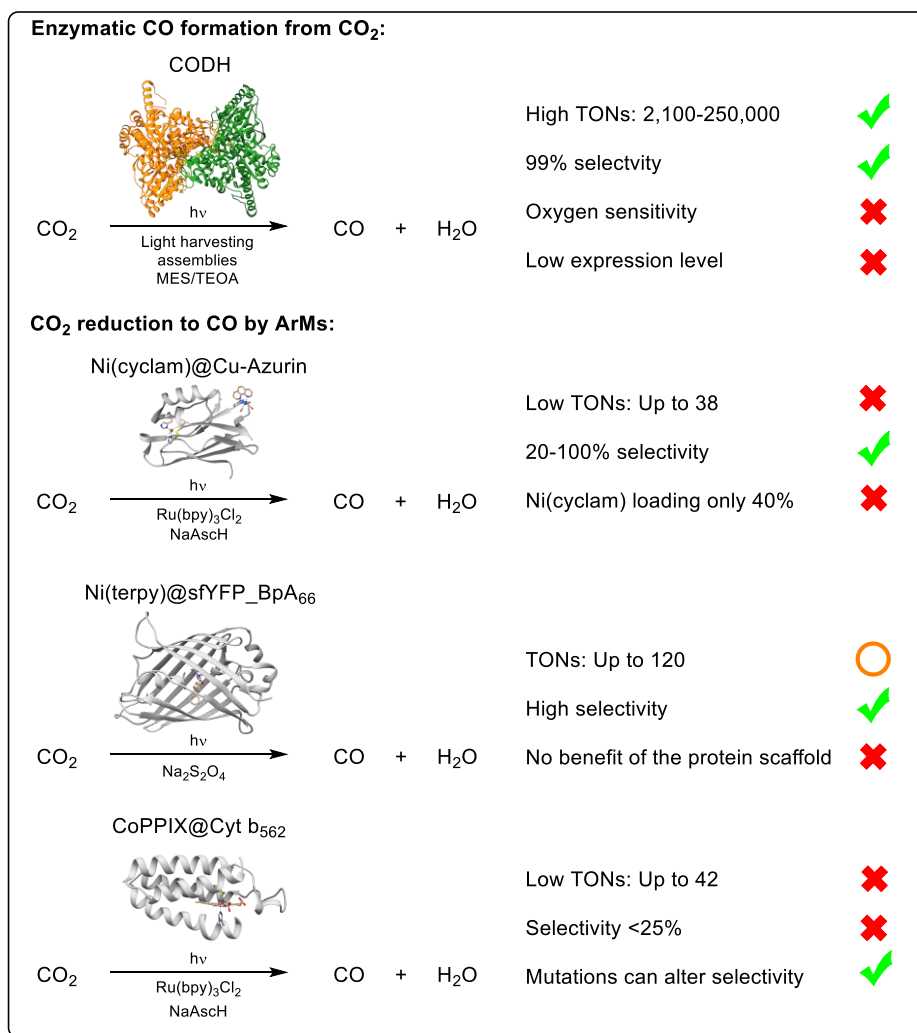 Enzymatic CO formation from CO₂:
CODH
High TONs: 2,100-250,000
99% selectvity
hν
Oxygen sensitivity
CO₂ CO + H₂O
Light harvesting
assemblies
MES/TEOA
Low expression level
CO₂ reduction to CO by ArMs:
Ni(cyclam)@Cu-Azurin
Low TONs: Up to 38
20-100% selectivity
hν
CO₂ CO + H₂O
Ni(cyclam) loading only 40%
Ru(bpy)₃Cl₂
NaAscH
Ni(terpy)@sfYFP_BpA₆₆
TONs: Up to 120
High selectivity
hν
CO₂ CO + H₂O
No benefit of the protein scaffold
Na₂S₂O₄
CoPPIX@Cyt b₅₆₂
Low TONs: Up to 42
Selectivity <25%
hν
CO₂ CO + H₂O
Mutations can alter selectivity
Ru(bpy)₃Cl₂
NaAscH